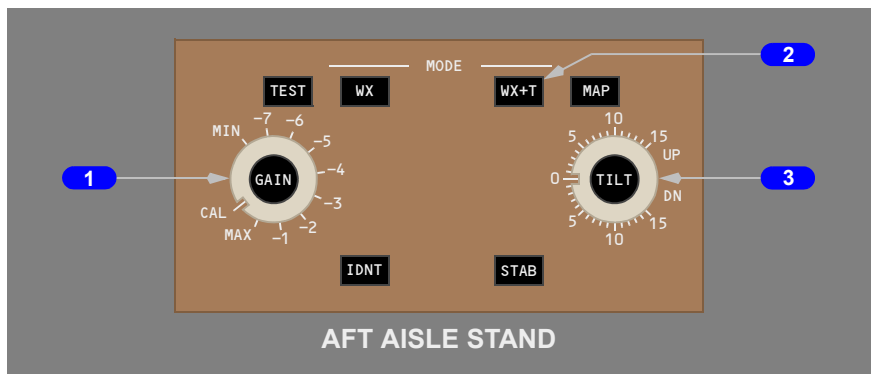 2
MODE
TEST WX WX+T MAP
MIN -7 -6 -5 -4 -3 -2 -1 MAX CAL
GAIN
1
10 15 UP
5
0 TILT
DN
5 10 15
3
IDNT STAB
AFT AISLE STAND